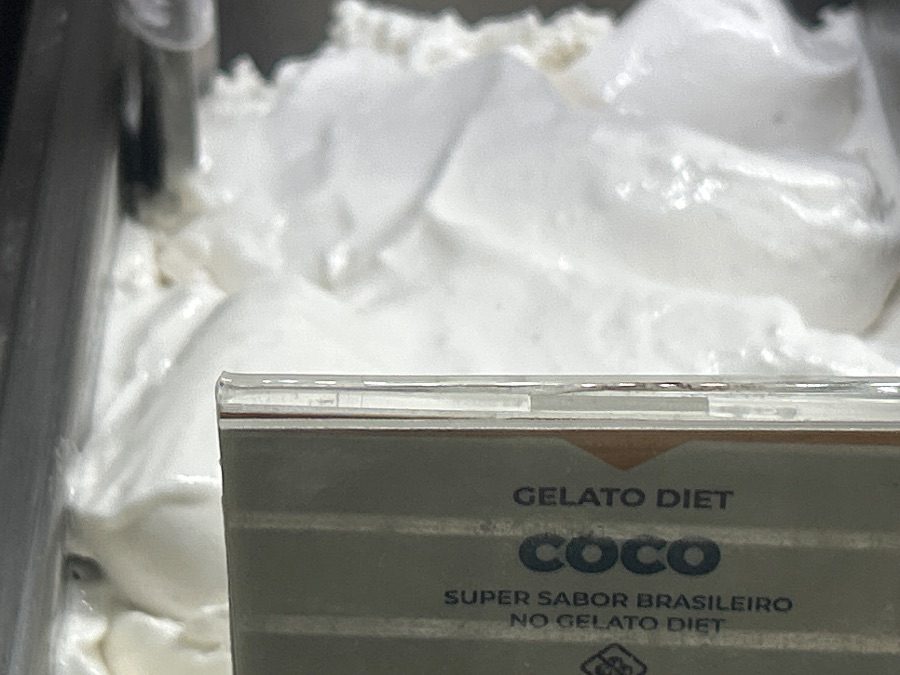 GELATO DIET
COCO
SUPER SABOR BRASILEIRO
NO GELATO DIET